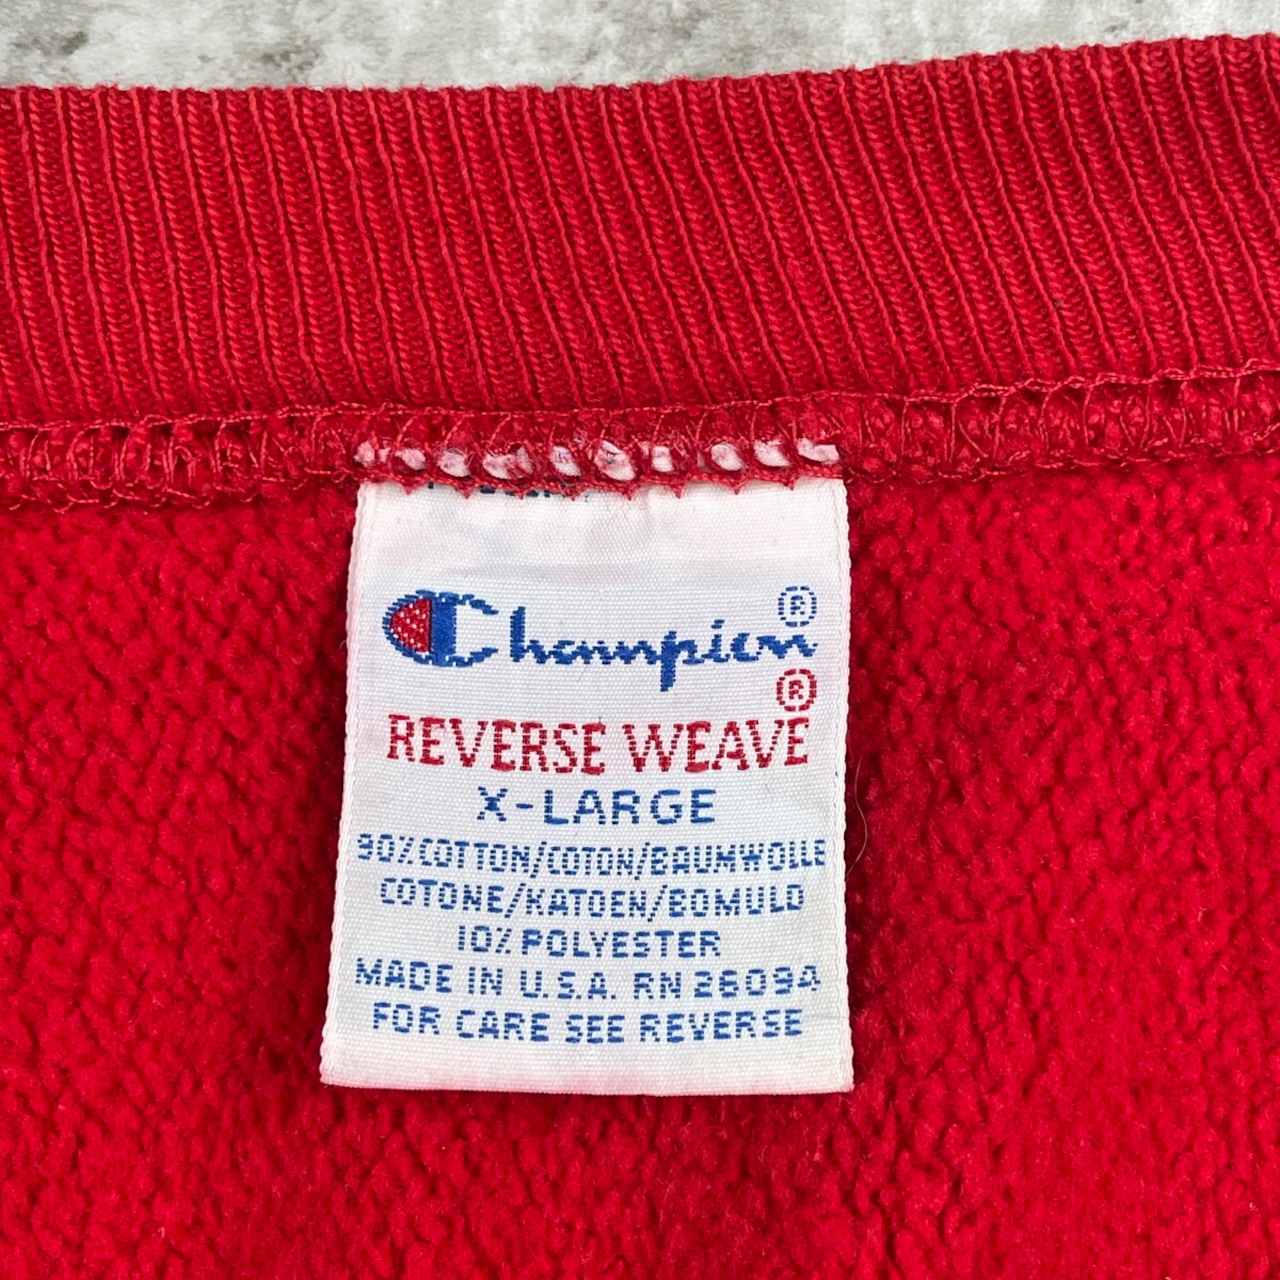 Champion®
®
REVERSE WEAVE
X-LARGE
90% COTTON/COTON/BAUMWOLLE
COTONE/KATOEN/BOMULD
10% POLYESTER
MADE IN U.S.A. RN 26094
FOR CARE SEE REVERSE